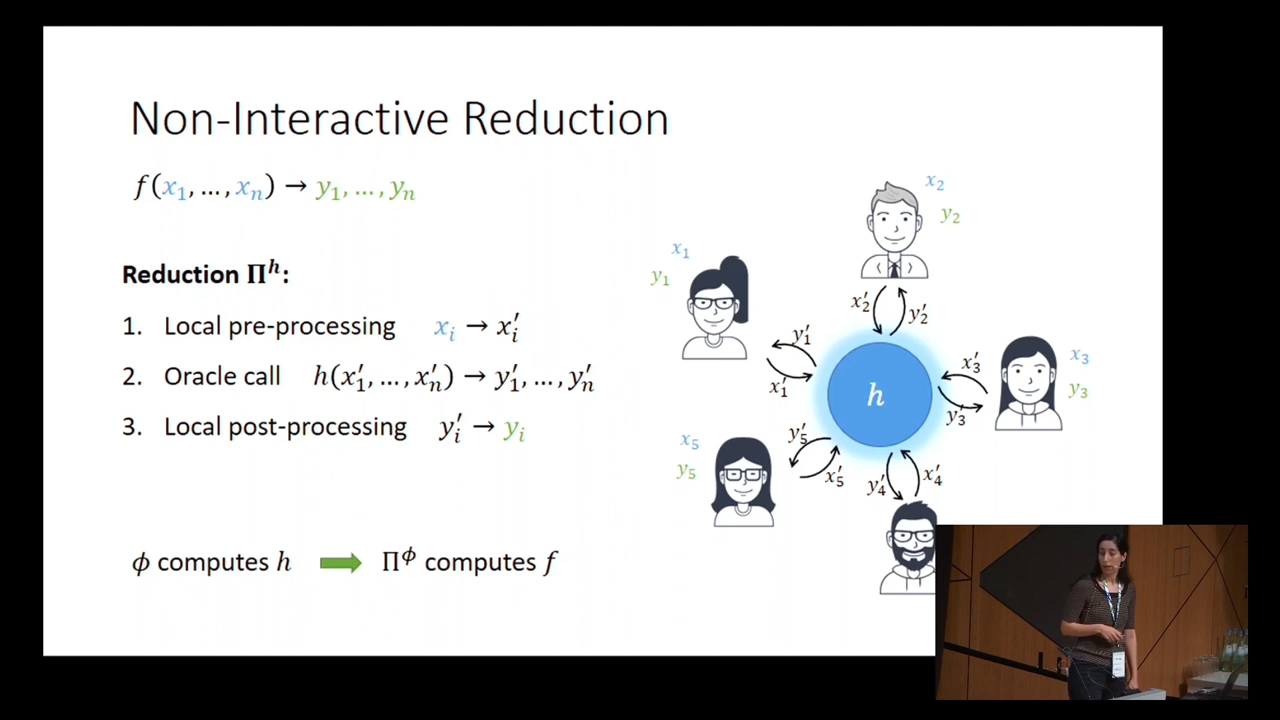 Non-Interactive Reduction
f(x₁, ..., xₙ) → y₁, ..., yₙ
Reduction Πʰ:
1. Local pre-processing xᵢ → x′ᵢ
2. Oracle call h(x′₁, ..., x′ₙ) → y′₁, ..., y′ₙ
3. Local post-processing y′ᵢ → yᵢ
ϕ computes h ➡ Πᶲ computes f
x₂
y₂
x₁
y₁
x′₂
y′₂
y′₁
x′₁
x₃
y₃
x′₃
y′₃
h
x₅
y₅
y′₅
x′₅
y′₄
x′₄